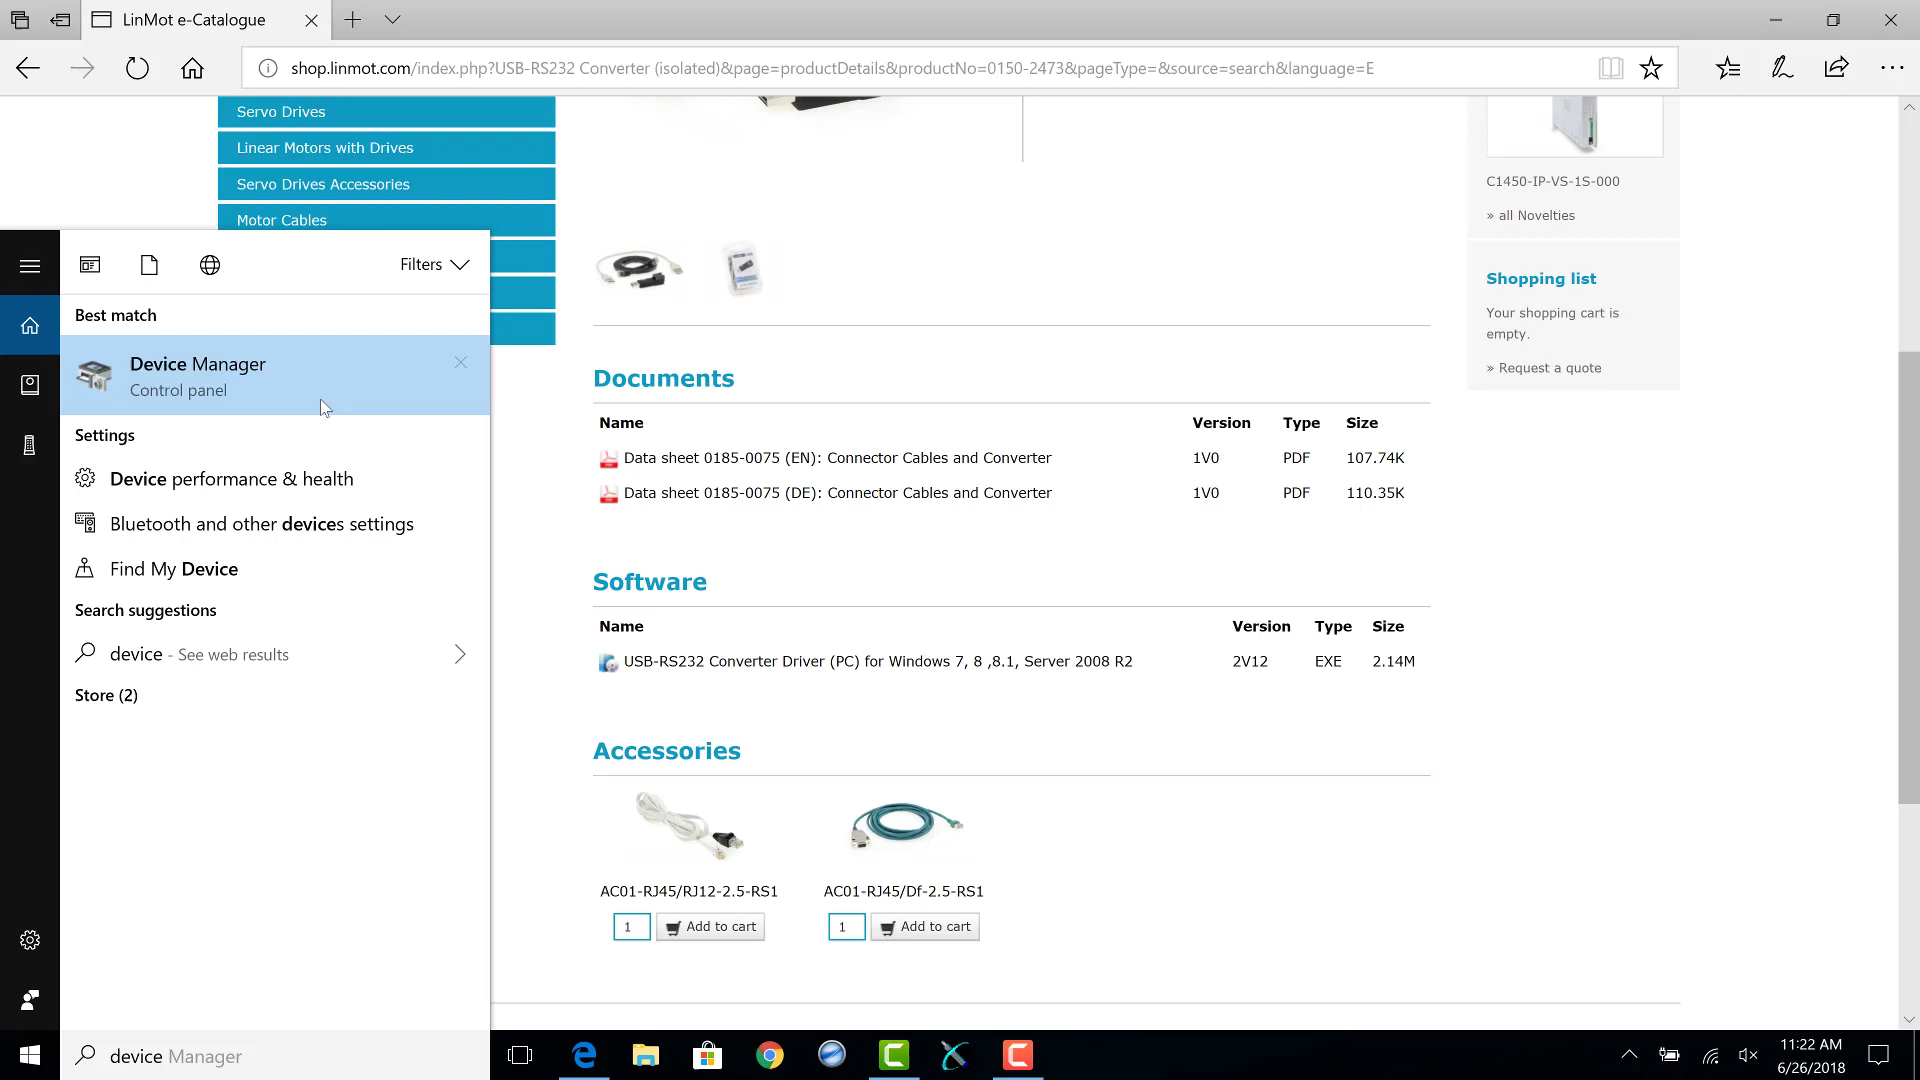 LinMot e-Catalogue
shop.linmot.com/index.php?USB-RS232 Converter (isolated)&page=productDetails&productNo=0150-2473&pageType=&source=search&language=E
Servo Drives
Linear Motors with Drives
Servo Drives Accessories
Motor Cables
C1450-IP-VS-1S-000
» all Novelties
Shopping list
Your shopping cart is
empty.
» Request a quote
Filters
Best match
Device Manager
Control panel
Settings
Device performance & health
Bluetooth and other devices settings
Find My Device
Search suggestions
device - See web results
Store (2)
device Manager
Documents
Name Version Type Size
Data sheet 0185-0075 (EN): Connector Cables and Converter 1V0 PDF 107.74K
Data sheet 0185-0075 (DE): Connector Cables and Converter 1V0 PDF 110.35K
Software
Name Version Type Size
USB-RS232 Converter Driver (PC) for Windows 7, 8 ,8.1, Server 2008 R2 2V12 EXE 2.14M
Accessories
AC01-RJ45/RJ12-2.5-RS1 AC01-RJ45/Df-2.5-RS1
1 Add to cart 1 Add to cart
11:22 AM
6/26/2018